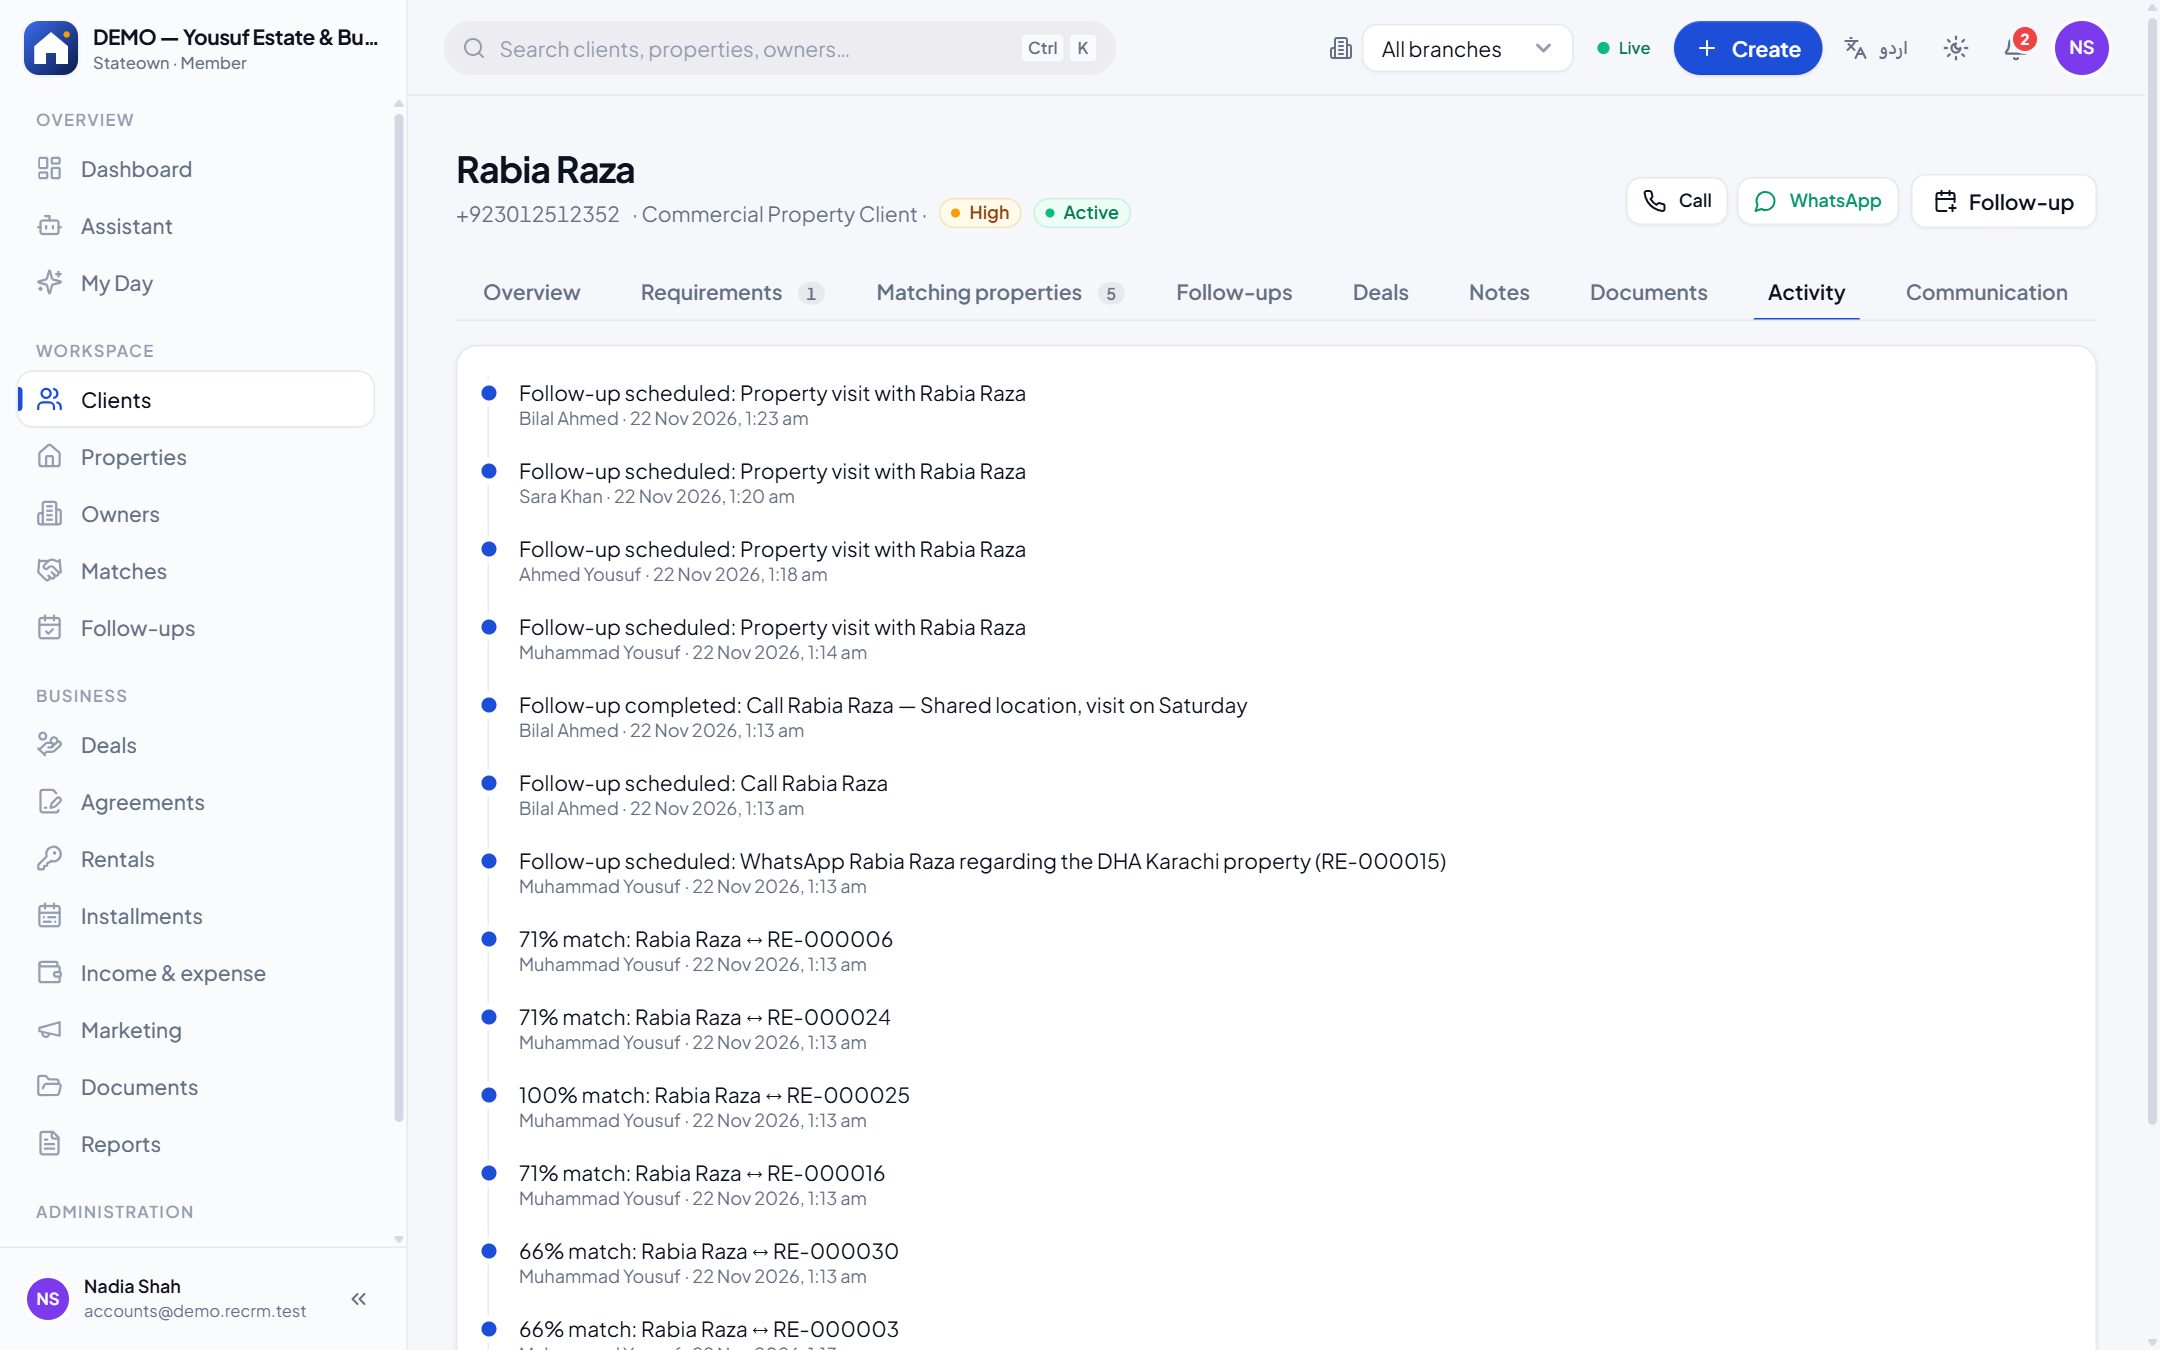 DEMO — Yousuf Estate & Bu...
Stateown · Member
OVERVIEW
Dashboard
Assistant
My Day
WORKSPACE
Clients
Properties
Owners
Matches
Follow-ups
BUSINESS
Deals
Agreements
Rentals
Installments
Income & expense
Marketing
Documents
Reports
ADMINISTRATION
NS
Nadia Shah
accounts@demo.recrm.test
Search clients, properties, owners... Ctrl K
All branches
Live
+ Create
اردو
2
NS
Rabia Raza
+923012512352 · Commercial Property Client · High Active
Call WhatsApp Follow-up
Overview Requirements 1 Matching properties 5 Follow-ups Deals Notes Documents Activity Communication
Follow-up scheduled: Property visit with Rabia Raza
Bilal Ahmed · 22 Nov 2026, 1:23 am
Follow-up scheduled: Property visit with Rabia Raza
Sara Khan · 22 Nov 2026, 1:20 am
Follow-up scheduled: Property visit with Rabia Raza
Ahmed Yousuf · 22 Nov 2026, 1:18 am
Follow-up scheduled: Property visit with Rabia Raza
Muhammad Yousuf · 22 Nov 2026, 1:14 am
Follow-up completed: Call Rabia Raza — Shared location, visit on Saturday
Bilal Ahmed · 22 Nov 2026, 1:13 am
Follow-up scheduled: Call Rabia Raza
Bilal Ahmed · 22 Nov 2026, 1:13 am
Follow-up scheduled: WhatsApp Rabia Raza regarding the DHA Karachi property (RE-000015)
Muhammad Yousuf · 22 Nov 2026, 1:13 am
71% match: Rabia Raza ↔ RE-000006
Muhammad Yousuf · 22 Nov 2026, 1:13 am
71% match: Rabia Raza ↔ RE-000024
Muhammad Yousuf · 22 Nov 2026, 1:13 am
100% match: Rabia Raza ↔ RE-000025
Muhammad Yousuf · 22 Nov 2026, 1:13 am
71% match: Rabia Raza ↔ RE-000016
Muhammad Yousuf · 22 Nov 2026, 1:13 am
66% match: Rabia Raza ↔ RE-000030
Muhammad Yousuf · 22 Nov 2026, 1:13 am
66% match: Rabia Raza ↔ RE-000003